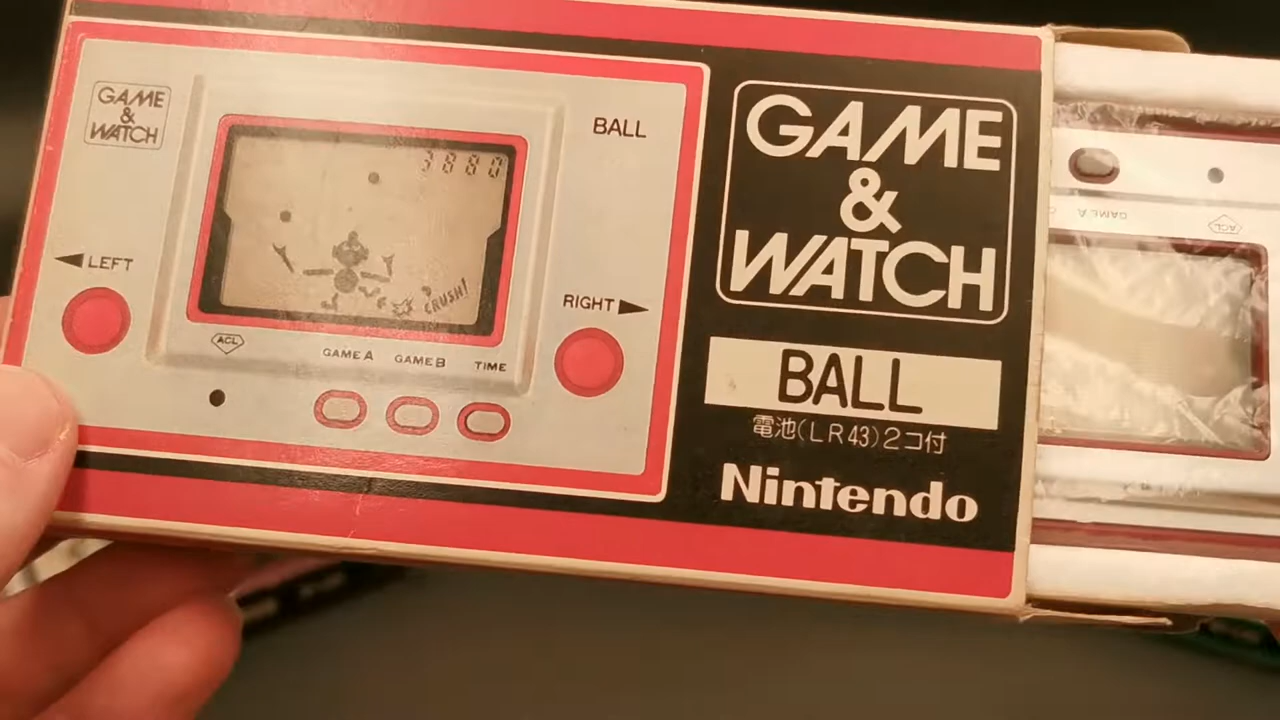 GAME
&
WATCH
BALL
3880
◀LEFT
CRUSH!
RIGHT▶
ACL
GAME A
GAME B
TIME
GAME
&
WATCH
BALL
電池(LR43)2コ付
Nintendo
GAME A
ACL